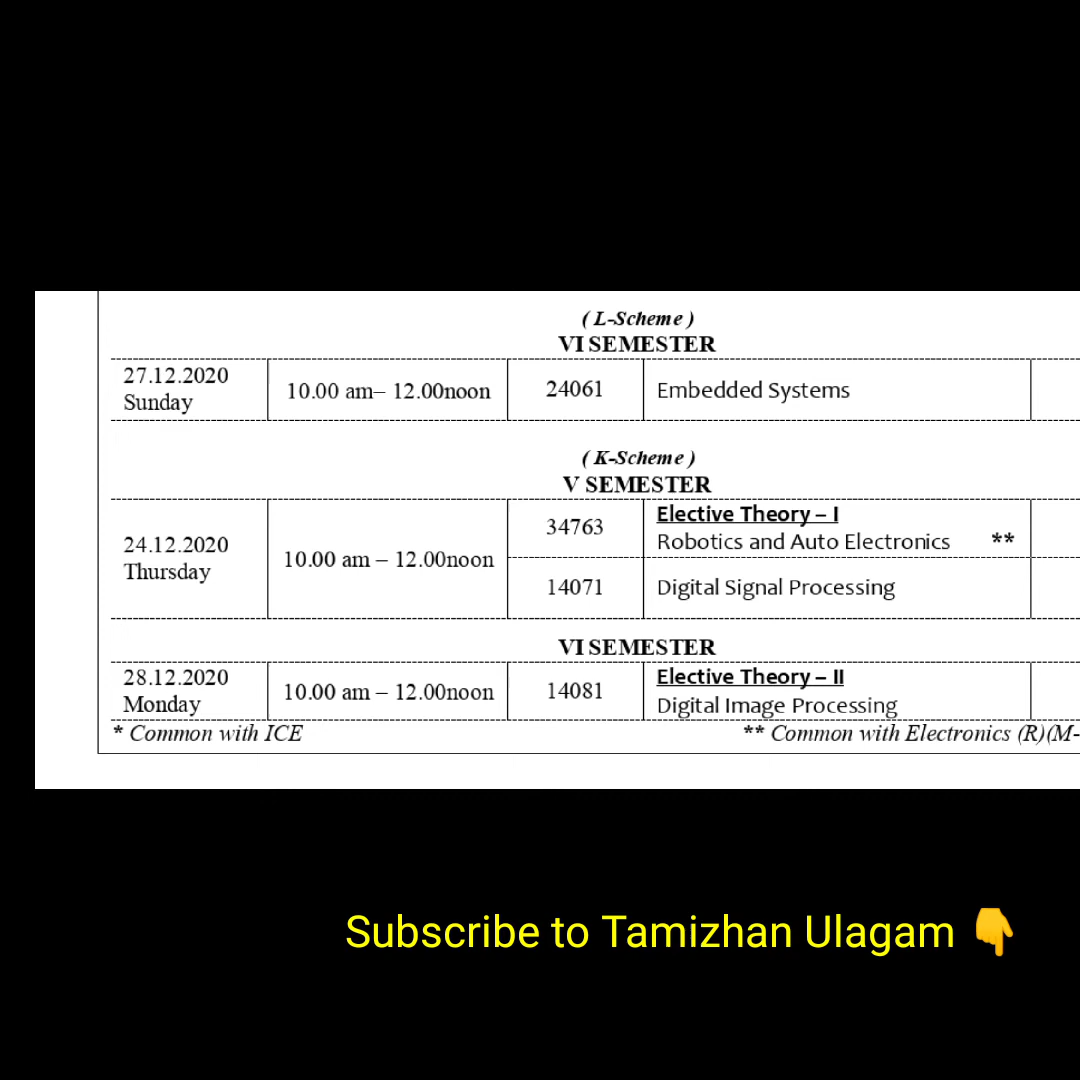 ( L-Scheme )
VI SEMESTER
27.12.2020
Sunday
10.00 am– 12.00noon
24061
Embedded Systems
( K-Scheme )
V SEMESTER
24.12.2020
Thursday
10.00 am – 12.00noon
34763
Elective Theory – I
Robotics and Auto Electronics **
14071
Digital Signal Processing
VI SEMESTER
28.12.2020
Monday
10.00 am – 12.00noon
14081
Elective Theory – II
Digital Image Processing
* Common with ICE
** Common with Electronics (R)(M-
Subscribe to Tamizhan Ulagam 👇